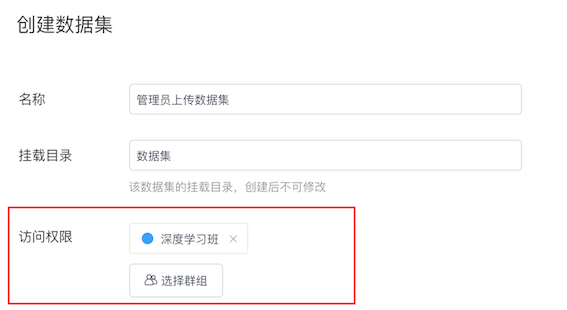 创建数据集
名称 管理员上传数据集
挂载目录 数据集
该数据集的挂载目录，创建后不可修改
访问权限 深度学习班 ×
选择群组